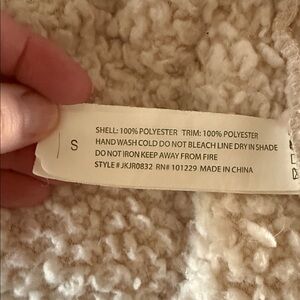 S
SHELL: 100% POLYESTER TRIM: 100% POLYESTER
HAND WASH COLD DO NOT BLEACH LINE DRY IN SHADE
DO NOT IRON KEEP AWAY FROM FIRE
STYLE # JKJR0832 RN# 101229 MADE IN CHINA